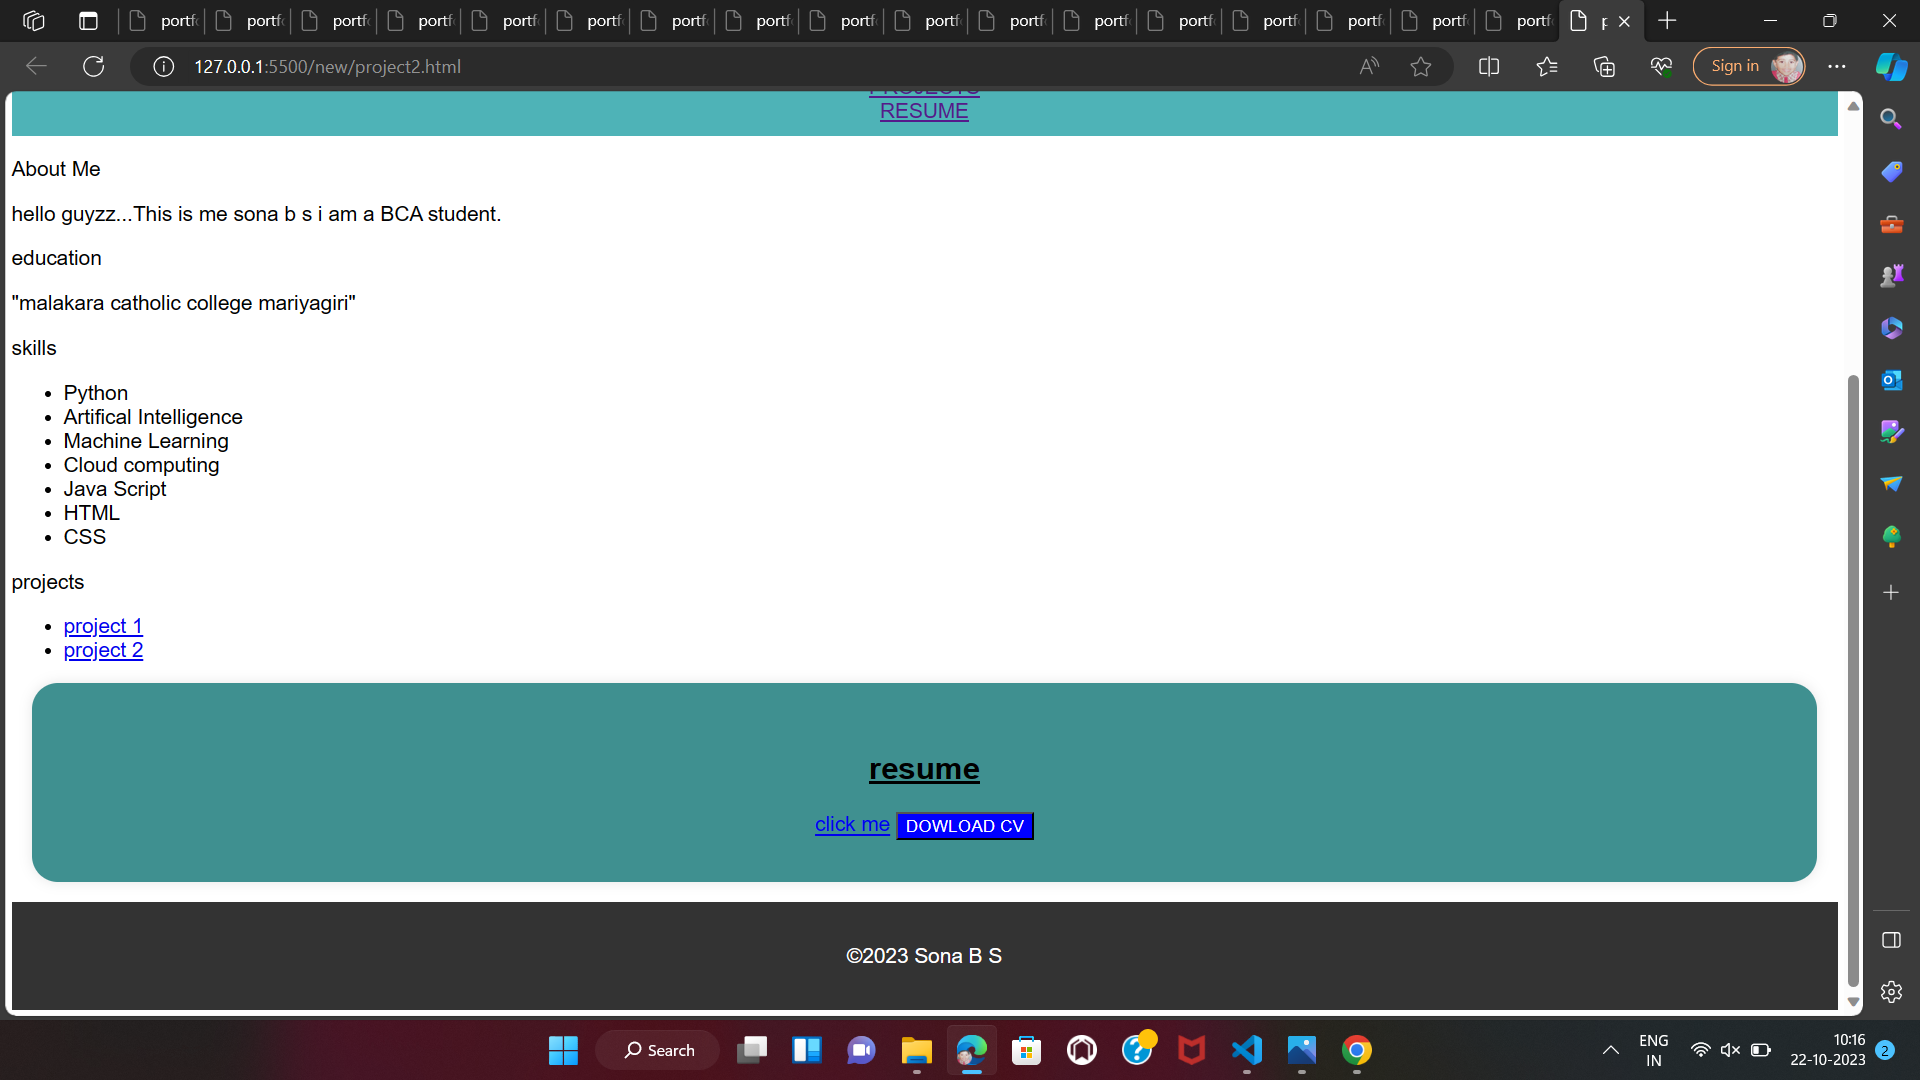 portfo portfo portfo portf portf portf portf portf portf portf portf portf portf portf portf portf portf p
127.0.0.1:5500/new/project2.html
Sign in
PROJECTS
RESUME
About Me
hello guyzz...This is me sona b s i am a BCA student.
education
"malakara catholic college mariyagiri"
skills
Python
Artifical Intelligence
Machine Learning
Cloud computing
Java Script
HTML
CSS
projects
project 1
project 2
resume
click me DOWLOAD CV
©2023 Sona B S
Search
ENG
IN
10:16
22-10-2023
2